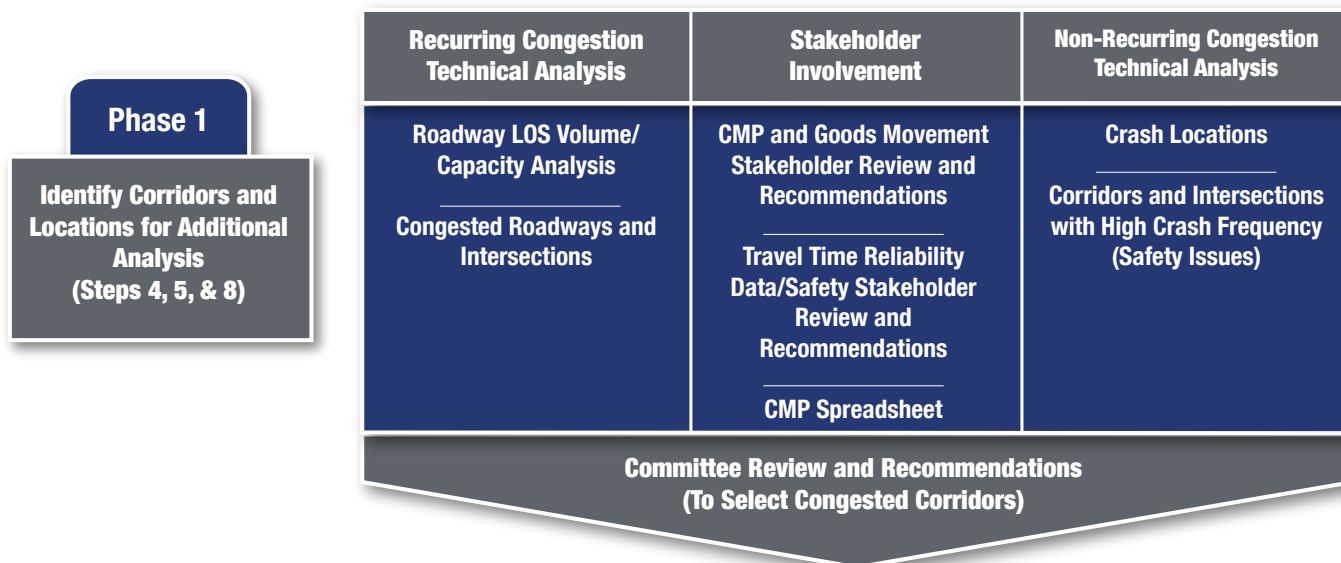 Phase 1
Identify Corridors and
Locations for Additional
Analysis
(Steps 4, 5, & 8)
Recurring Congestion
Technical Analysis
Roadway LOS Volume/
Capacity Analysis
Congested Roadways and
Intersections
Stakeholder
Involvement
CMP and Goods Movement
Stakeholder Review and
Recommendations
Travel Time Reliability
Data/Safety Stakeholder
Review and
Recommendations
CMP Spreadsheet
Non-Recurring Congestion
Technical Analysis
Crash Locations
Corridors and Intersections
with High Crash Frequency
(Safety Issues)
Committee Review and Recommendations
(To Select Congested Corridors)